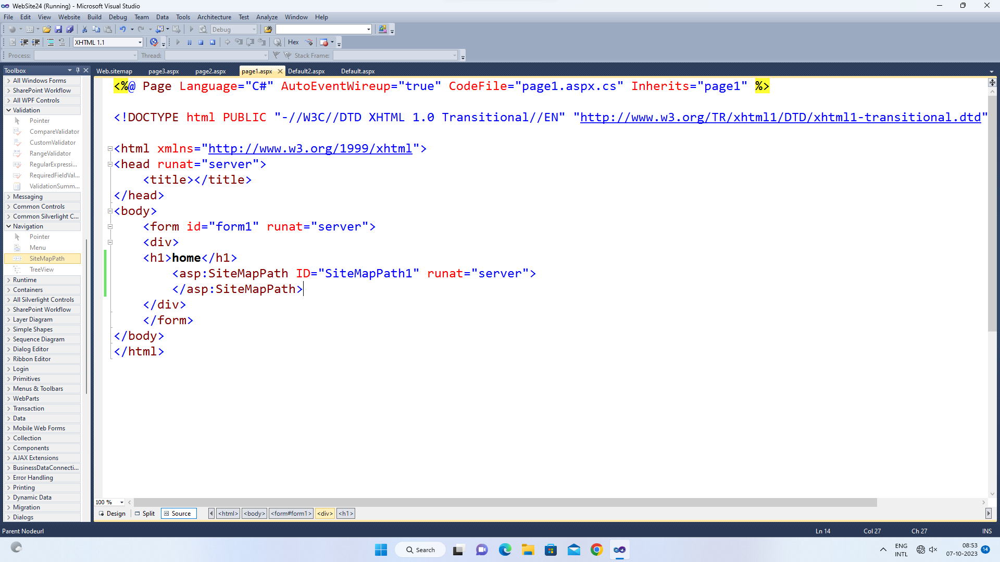 WebSite24 (Running) - Microsoft Visual Studio
File Edit View Website Build Debug Team Data Tools Architecture Test Analyze Window Help
Debug
XHTML 1.1 Hex
Process: Thread: Stack Frame:
Toolbox
Web.sitemap page3.aspx page2.aspx page1.aspx Default2.aspx Default.aspx
All Windows Forms
SharePoint Workflow
All WPF Controls
Validation
Pointer
CompareValidator
CustomValidator
RangeValidator
RegularExpressi...
RequiredFieldVal...
ValidationSumm...
Messaging
Common Controls
Common Silverlight C...
Navigation
Pointer
Menu
SiteMapPath
TreeView
Runtime
Containers
All Silverlight Controls
SharePoint Workflow
Layer Diagram
Simple Shapes
Sequence Diagram
Dialog Editor
Ribbon Editor
Login
Primitives
Menus & Toolbars
WebParts
Transaction
Data
Mobile Web Forms
Collection
Components
AJAX Extensions
BusinessDataConnecti...
Error Handling
Printing
Dynamic Data
Migration
Dialogs
<%@ Page Language="C#" AutoEventWireup="true" CodeFile="page1.aspx.cs" Inherits="page1" %>
<!DOCTYPE html PUBLIC "-//W3C//DTD XHTML 1.0 Transitional//EN" "http://www.w3.org/TR/xhtml1/DTD/xhtml1-transitional.dtd"
<html xmlns="http://www.w3.org/1999/xhtml">
<head runat="server">
<title></title>
</head>
<body>
<form id="form1" runat="server">
<div>
<h1>home</h1>
<asp:SiteMapPath ID="SiteMapPath1" runat="server">
</asp:SiteMapPath>
</div>
</form>
</body>
</html>
100 %
Design Split Source <html> <body> <form#form1> <div> <h1>
Parent Nodeurl Ln 14 Col 27 Ch 27 INS
Search
ENG
INTL
08:53
07-10-2023
14